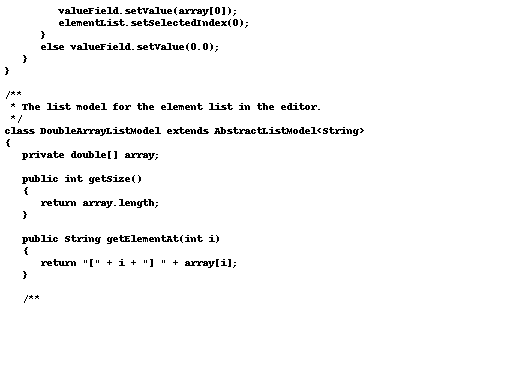 valueField.setValue(array[0]);
         elementList.setSelectedIndex(0);
      }
      else valueField.setValue(0.0);
   }
}

/**
 * The list model for the element list in the editor.
 */
class DoubleArrayListModel extends AbstractListModel<String>
{
   private double[] array;

   public int getSize()
   {
      return array.length;
   }

   public String getElementAt(int i)
   {
      return "[" + i + "] " + array[i];
   }

   /**